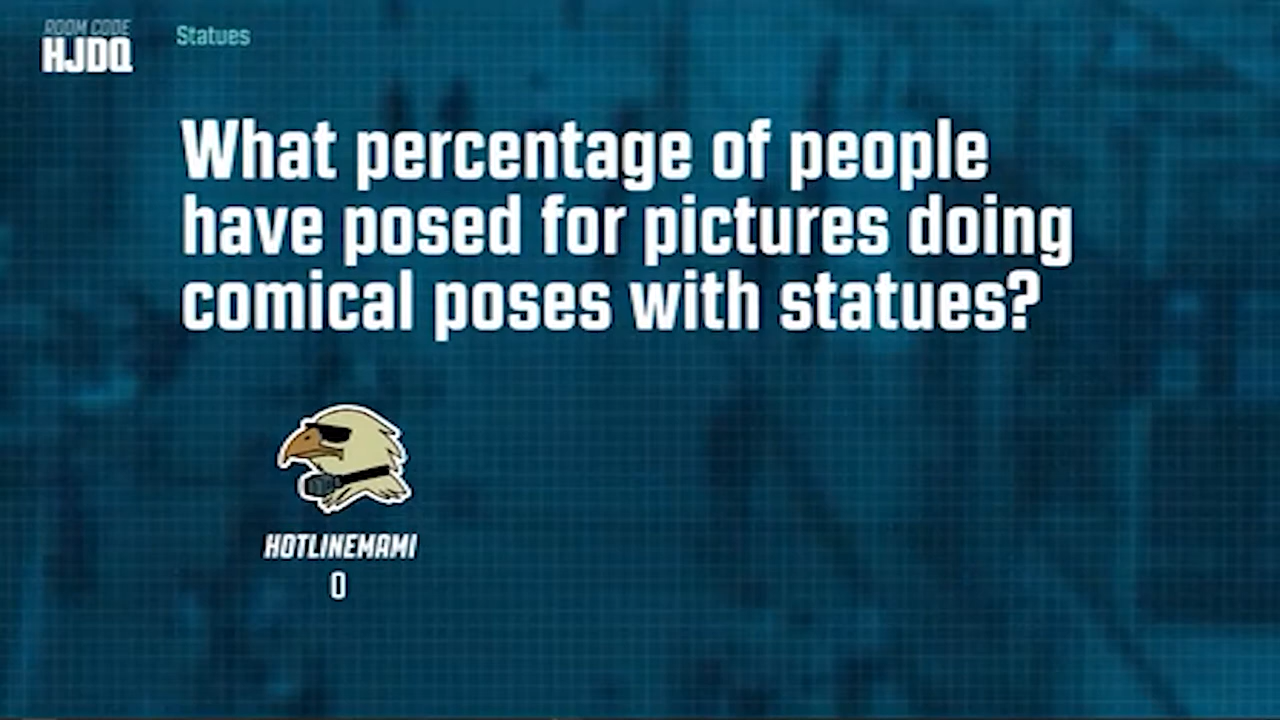 ROOM CODE
HJDQ
Statues
What percentage of people
have posed for pictures doing
comical poses with statues?
HOTLINEMAMI
0